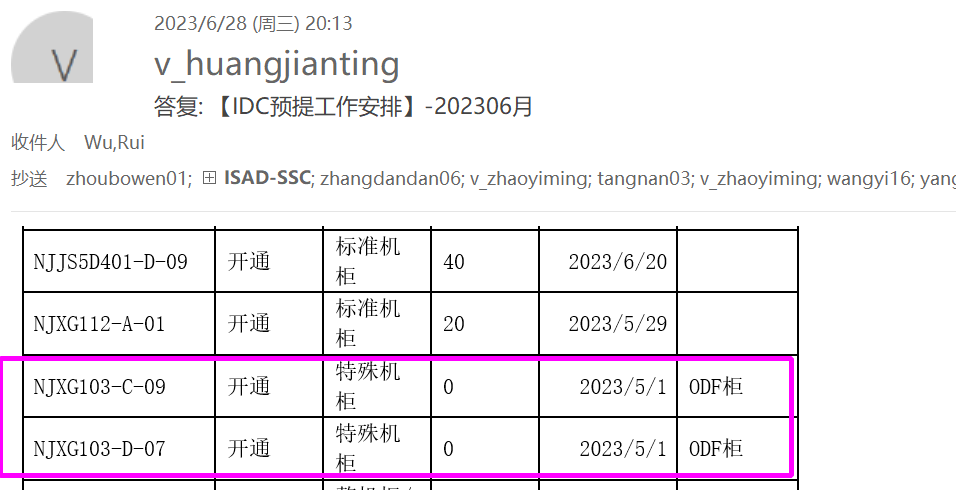 V
2023/6/28 (周三) 20:13
v_huangjianting
答复: 【IDC预提工作安排】-202306月
收件人 Wu,Rui
抄送 zhoubowen01; ISAD-SSC; zhangdandan06; v_zhaoyiming; tangnan03; v_zhaoyiming; wangyi16; yang
NJJS5D401-D-09 开通 标准机柜 40 2023/6/20
NJXG112-A-01 开通 标准机柜 20 2023/5/29
NJXG103-C-09 开通 特殊机柜 0 2023/5/1 ODF柜
NJXG103-D-07 开通 特殊机柜 0 2023/5/1 ODF柜